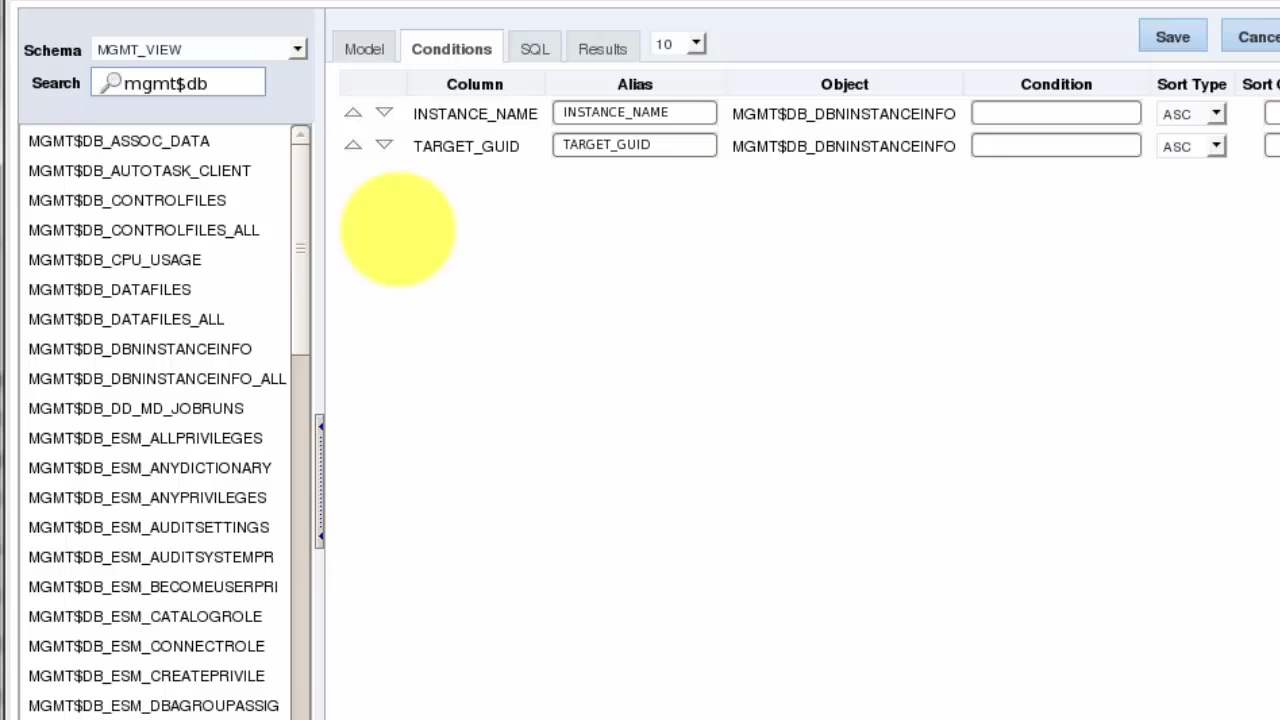 Schema MGMT_VIEW
Search mgmt$db
MGMT$DB_ASSOC_DATA
MGMT$DB_AUTOTASK_CLIENT
MGMT$DB_CONTROLFILES
MGMT$DB_CONTROLFILES_ALL
MGMT$DB_CPU_USAGE
MGMT$DB_DATAFILES
MGMT$DB_DATAFILES_ALL
MGMT$DB_DBNINSTANCEINFO
MGMT$DB_DBNINSTANCEINFO_ALL
MGMT$DB_DD_MD_JOBRUNS
MGMT$DB_ESM_ALLPRIVILEGES
MGMT$DB_ESM_ANYDICTIONARY
MGMT$DB_ESM_ANYPRIVILEGES
MGMT$DB_ESM_AUDITSETTINGS
MGMT$DB_ESM_AUDITSYSTEMPR
MGMT$DB_ESM_BECOMEUSERPRI
MGMT$DB_ESM_CATALOGROLE
MGMT$DB_ESM_CONNECTROLE
MGMT$DB_ESM_CREATEPRIVILE
MGMT$DB_ESM_DBAGROUPASSIG
Model Conditions SQL Results 10 Save Cance
Column Alias Object Condition Sort Type Sort
INSTANCE_NAME INSTANCE_NAME MGMT$DB_DBNINSTANCEINFO ASC
TARGET_GUID TARGET_GUID MGMT$DB_DBNINSTANCEINFO ASC